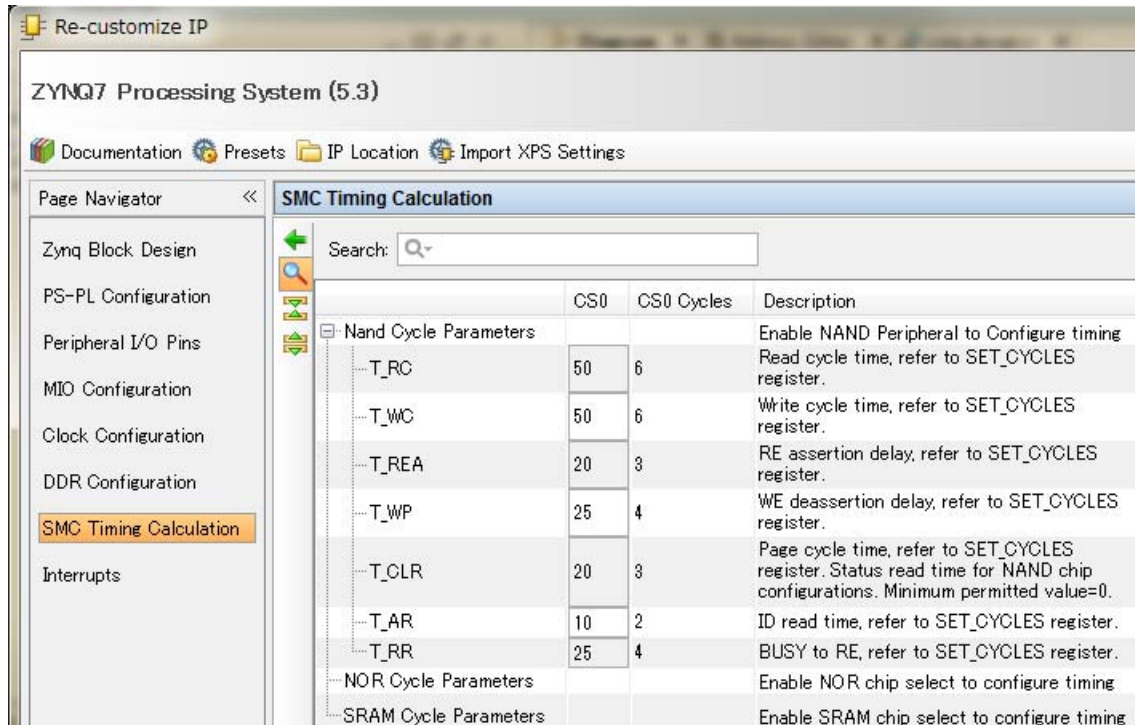 Re-customize IP
ZYNQ7 Processing System (5.3)
Documentation Presets IP Location Import XPS Settings
Page Navigator «
Zynq Block Design
PS-PL Configuration
Peripheral I/O Pins
MIO Configuration
Clock Configuration
DDR Configuration
SMC Timing Calculation
Interrupts
SMC Timing Calculation
Search:
CS0 CS0 Cycles Description
Nand Cycle Parameters Enable NAND Peripheral to Configure timing
T_RC 50 6 Read cycle time, refer to SET_CYCLES
register.
T_WC 50 6 Write cycle time, refer to SET_CYCLES
register.
T_REA 20 3 RE assertion delay, refer to SET_CYCLES
register.
T_WP 25 4 WE deassertion delay, refer to SET_CYCLES
register.
T_CLR 20 3 Page cycle time, refer to SET_CYCLES
register. Status read time for NAND chip
configurations. Minimum permitted value=0.
T_AR 10 2 ID read time, refer to SET_CYCLES register.
T_RR 25 4 BUSY to RE, refer to SET_CYCLES register.
NOR Cycle Parameters Enable NOR chip select to configure timing
SRAM Cycle Parameters Enable SRAM chip select to configure timing